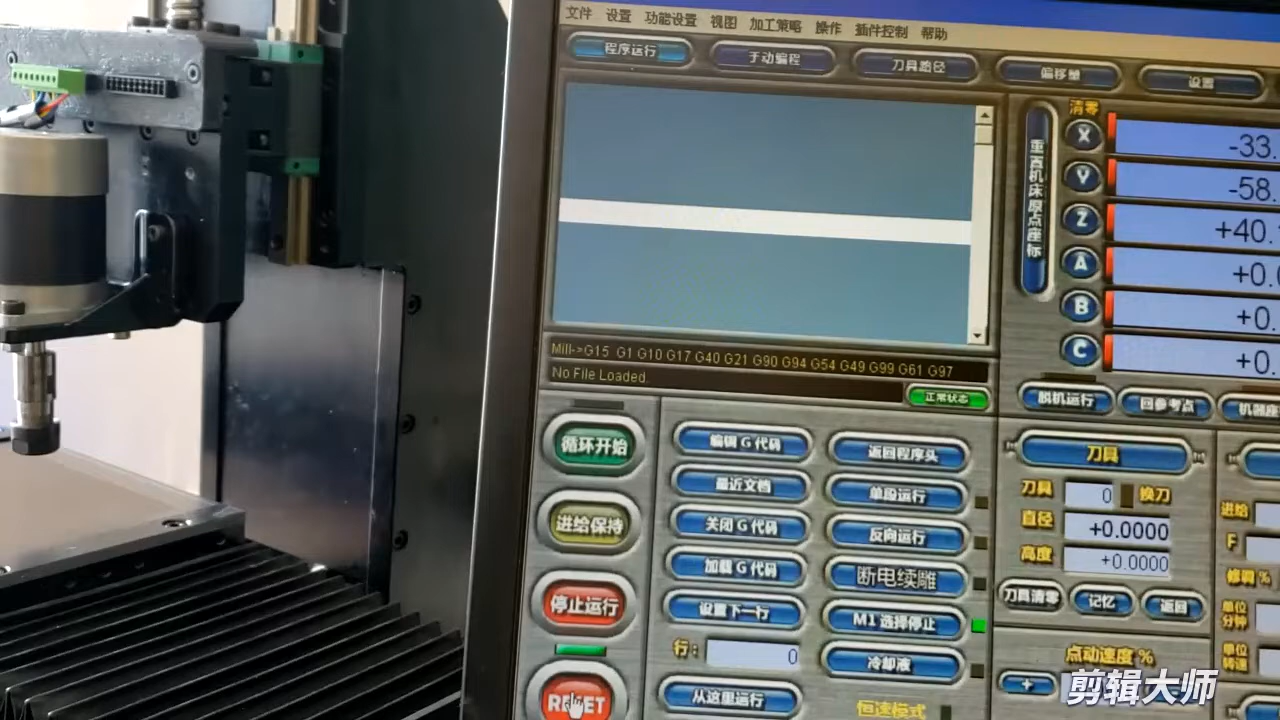 文件 设置 功能设置 视图 加工策略 操作 插件控制 帮助
程序运行 手动编程 刀具路径 偏移量 设置
清零
重置机床原点座标
X -33.
Y -58.
Z +40.
A +0.0
B +0.
C +0.
Mill->G15 G1 G10 G17 G40 G21 G90 G94 G54 G49 G99 G61 G97
No File Loaded.
正常状态
脱机运行 回参考点 机器座
循环开始
进给保持
停止运行
RESET
编辑 G 代码
最近文档
关闭 G 代码
加载 G 代码
设置下一行
行: 0
从这里运行
返回程序头
单段运行
反向运行
断电续雕
M1 选择停止
冷却液
恒速模式
刀具
刀具 0 换刀
直径 +0.0000
高度 +0.0000
刀具清零 记忆 返回
点动速度 %
+
进给
F
修调 %
单位
分钟
单位
转速
剪辑大师